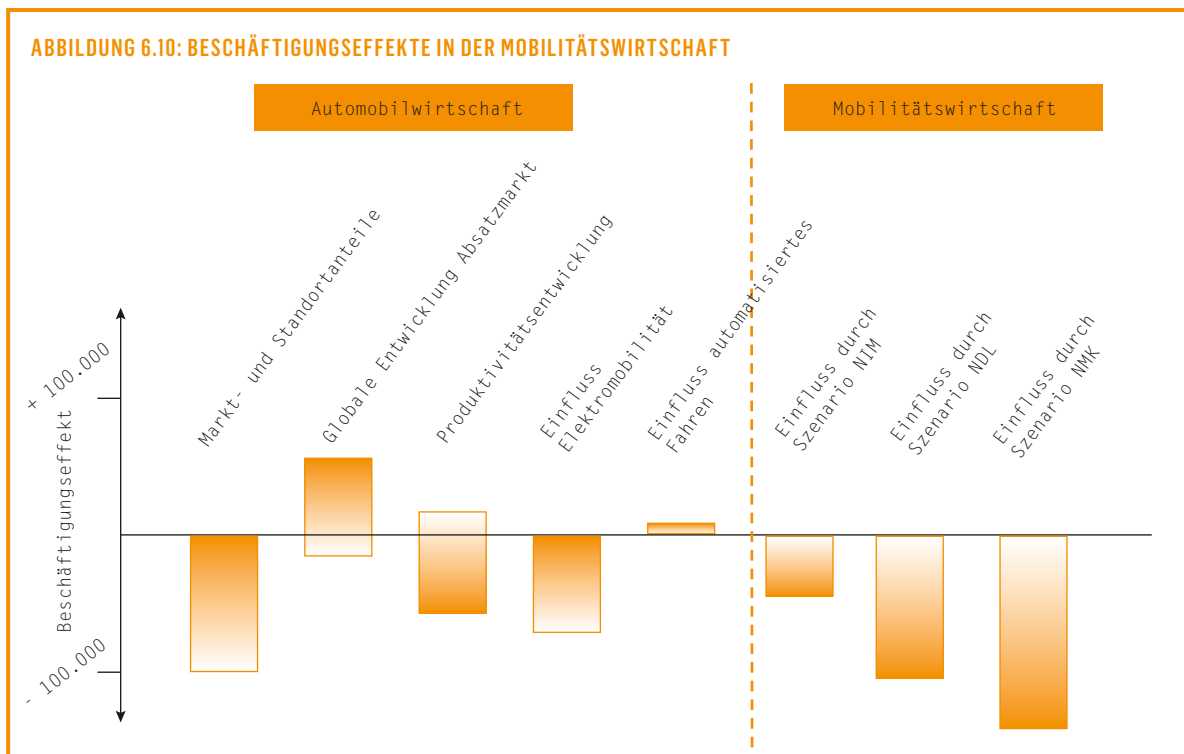 ABBILDUNG 6.10: BESCHÄFTIGUNGSEFFEKTE IN DER MOBILITÄTSWIRTSCHAFT
Automobilwirtschaft
Mobilitätswirtschaft
Beschäftigungseffekt
+ 100.000
- 100.000
Markt- und Standortanteile
Globale Entwicklung Absatzmarkt
Produktivitätsentwicklung
Einfluss
Elektromobilität
Einfluss automatisiertes
Fahren
Einfluss durch
Szenario NIM
Einfluss durch
Szenario NDL
Einfluss durch
Szenario NMK